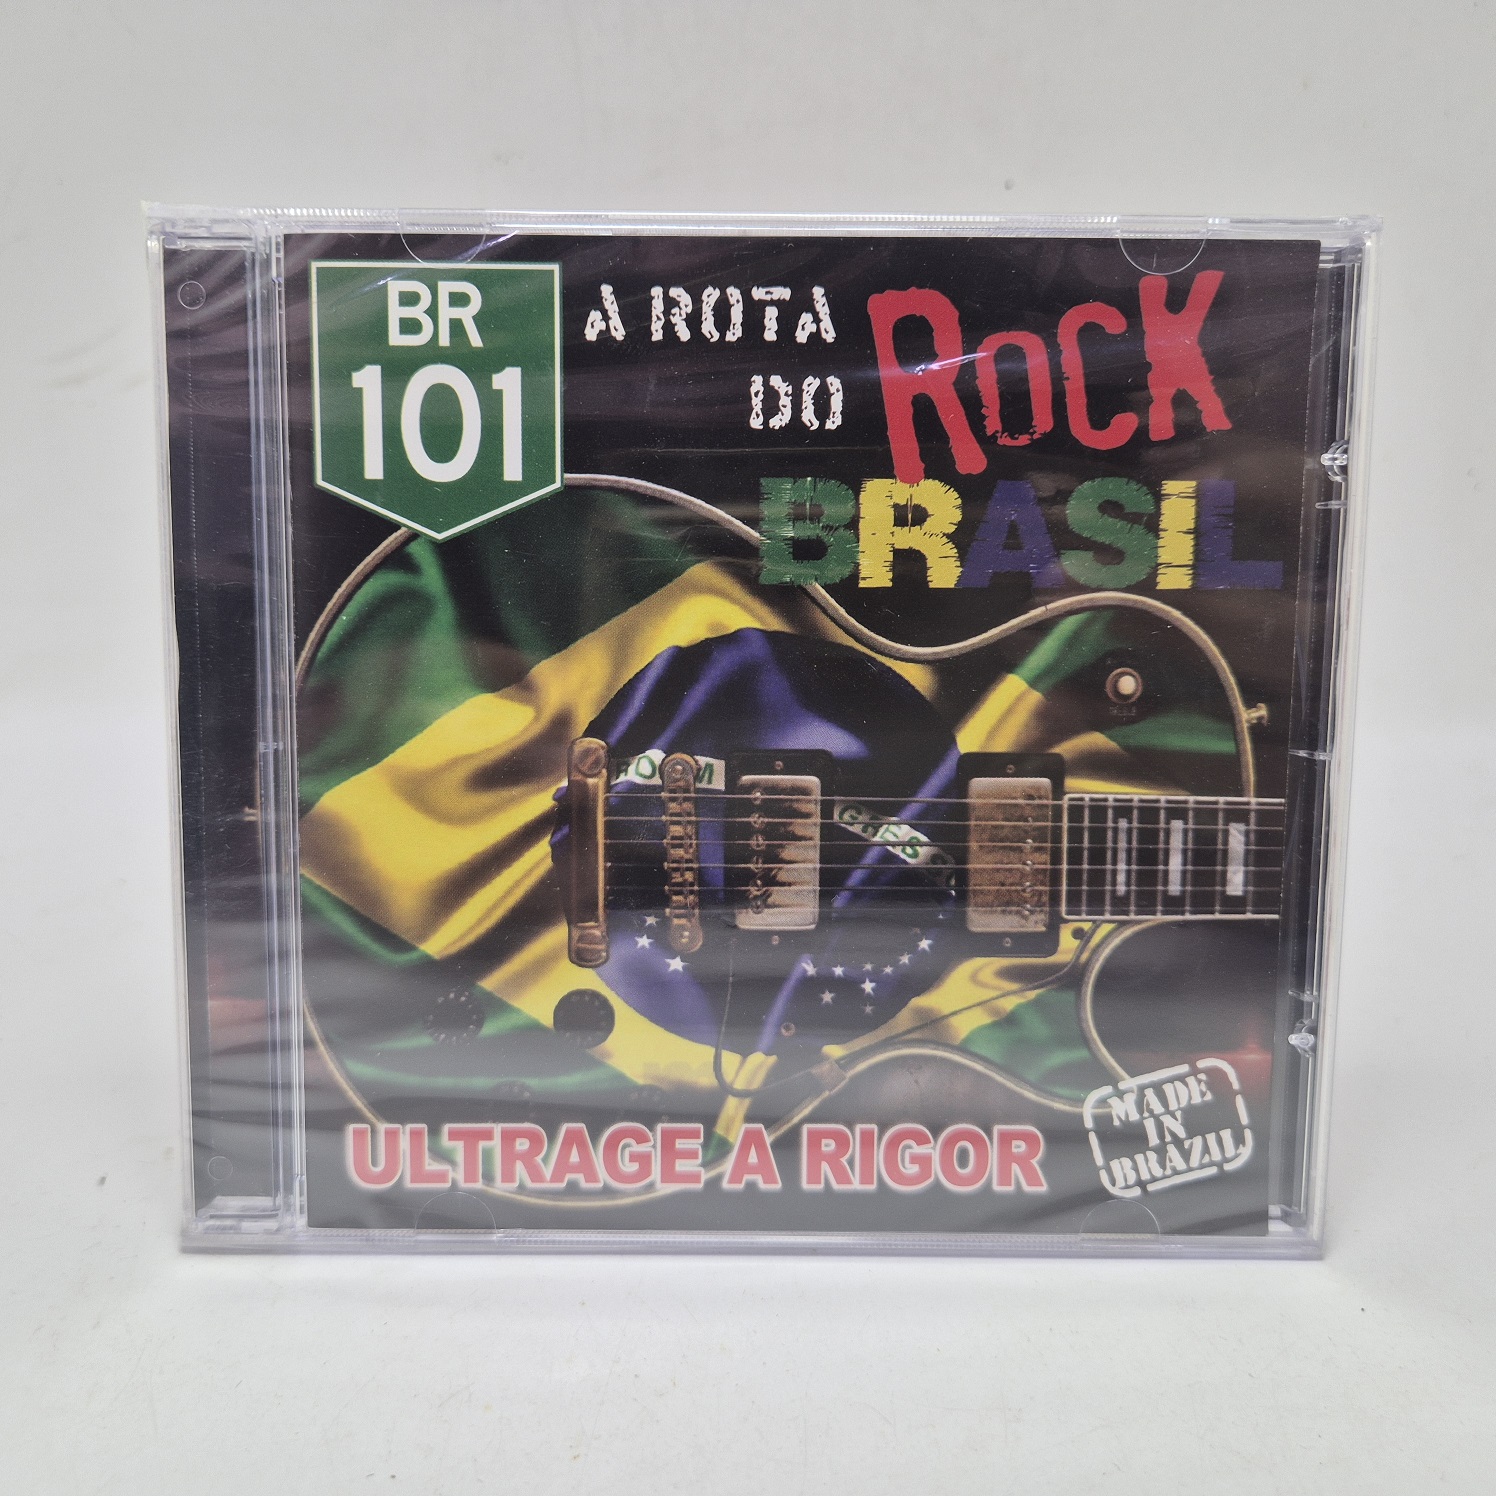 BR
101
A ROTA
DO
ROCK
BRASIL
ULTRAGE A RIGOR
MADE
IN
BRAZIL